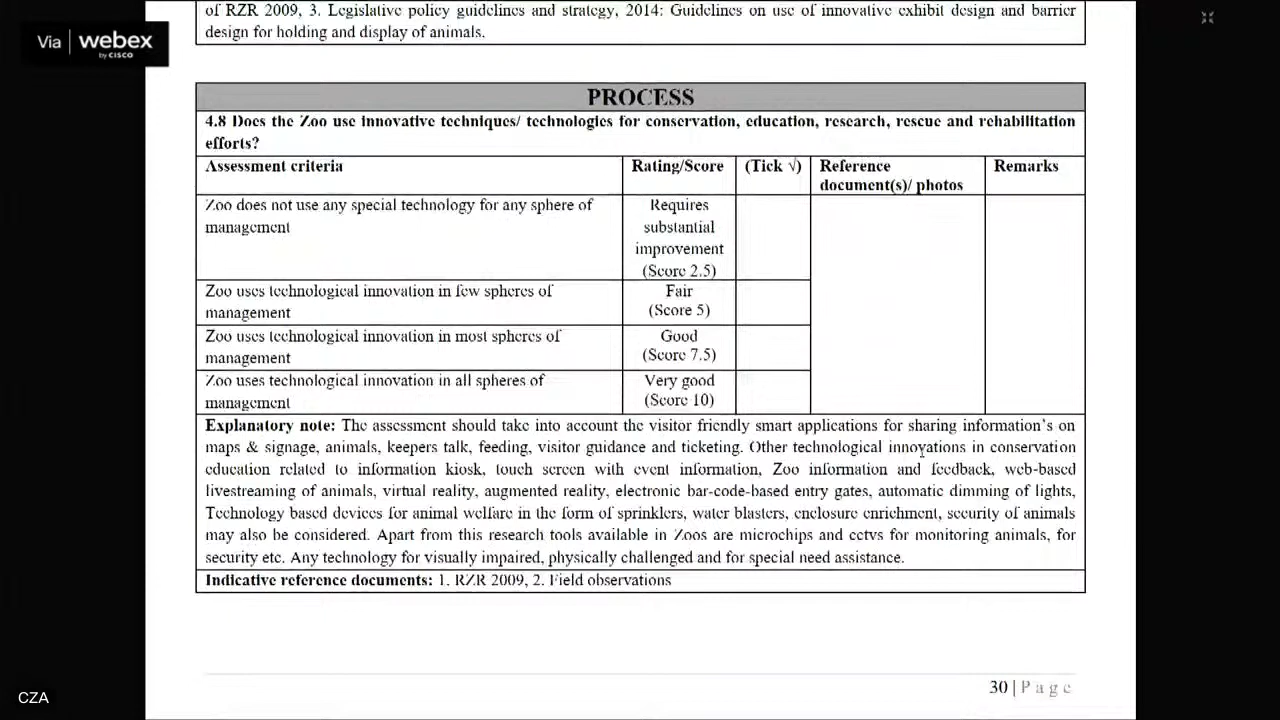 of RZR 2009, 3. Legislative policy guidelines and strategy, 2014: Guidelines on use of innovative exhibit design and barrier
design for holding and display of animals.
Via | webex
by CISCO
PROCESS
4.8 Does the Zoo use innovative techniques/ technologies for conservation, education, research, rescue and rehabilitation
efforts?
Assessment criteria Rating/Score (Tick √) Reference document(s)/ photos Remarks
Zoo does not use any special technology for any sphere of
management
Requires
substantial
improvement
(Score 2.5)
Zoo uses technological innovation in few spheres of
management
Fair
(Score 5)
Zoo uses technological innovation in most spheres of
management
Good
(Score 7.5)
Zoo uses technological innovation in all spheres of
management
Very good
(Score 10)
Explanatory note: The assessment should take into account the visitor friendly smart applications for sharing information's on
maps & signage, animals, keepers talk, feeding, visitor guidance and ticketing. Other technological innovations in conservation
education related to information kiosk, touch screen with event information, Zoo information and feedback, web-based
livestreaming of animals, virtual reality, augmented reality, electronic bar-code-based entry gates, automatic dimming of lights,
Technology based devices for animal welfare in the form of sprinklers, water blasters, enclosure enrichment, security of animals
may also be considered. Apart from this research tools available in Zoos are microchips and cctvs for monitoring animals, for
security etc. Any technology for visually impaired, physically challenged and for special need assistance.
Indicative reference documents: 1. RZR 2009, 2. Field observations
30 | Page
CZA